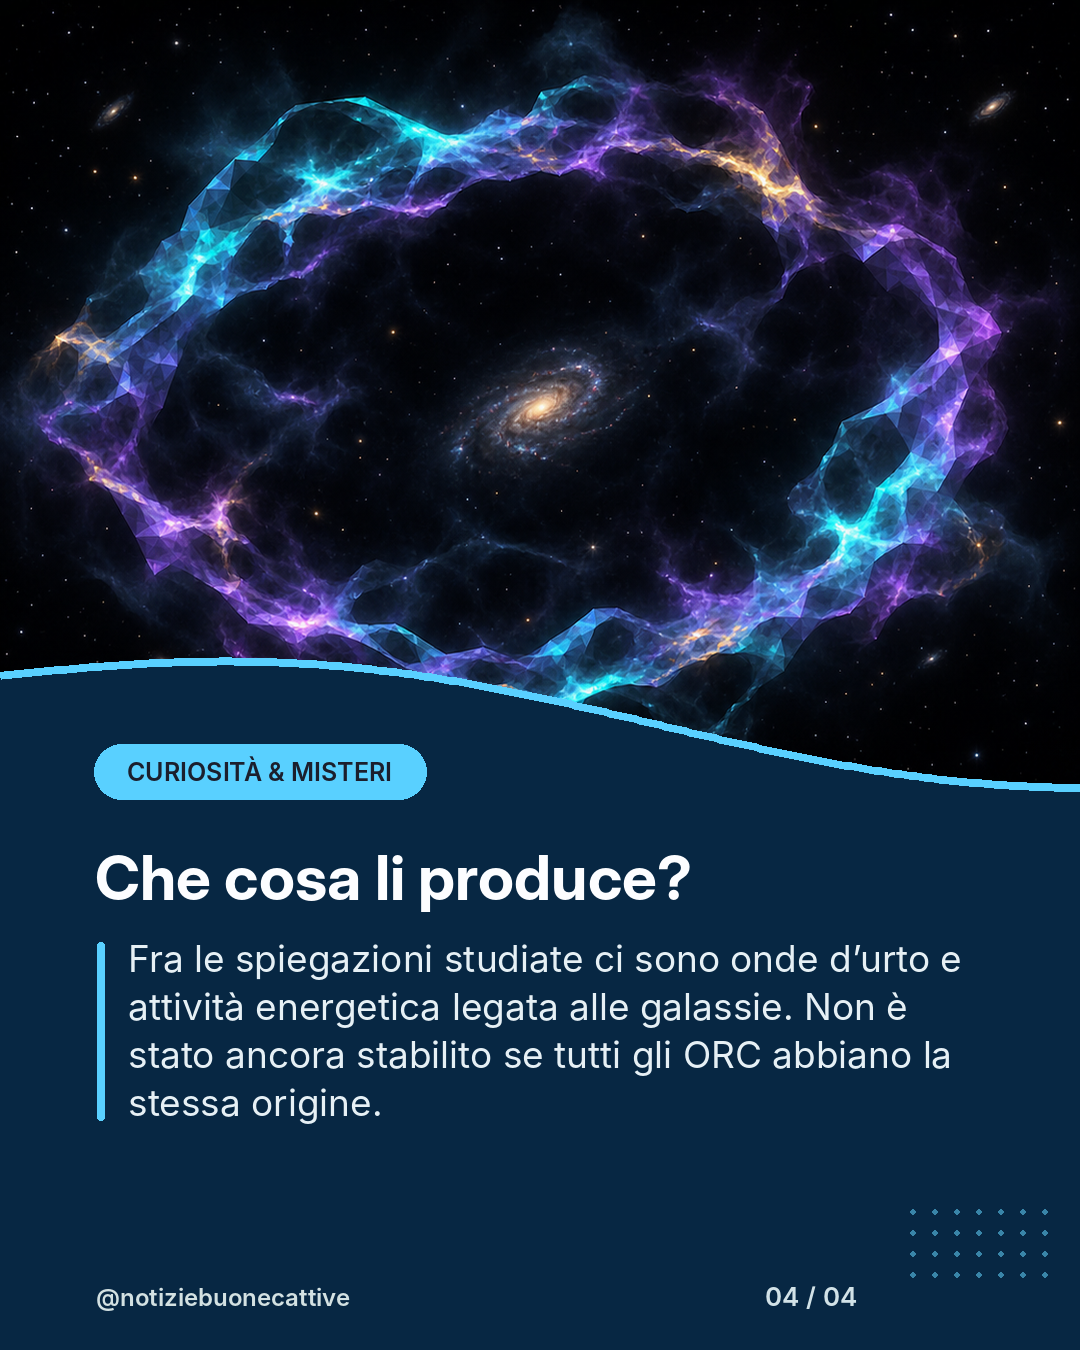 CURIOSITÀ & MISTERI
Che cosa li produce?
Fra le spiegazioni studiate ci sono onde d’urto e
attività energetica legata alle galassie. Non è
stato ancora stabilito se tutti gli ORC abbiano la
stessa origine.
@notiziebuonecattive
04 / 04